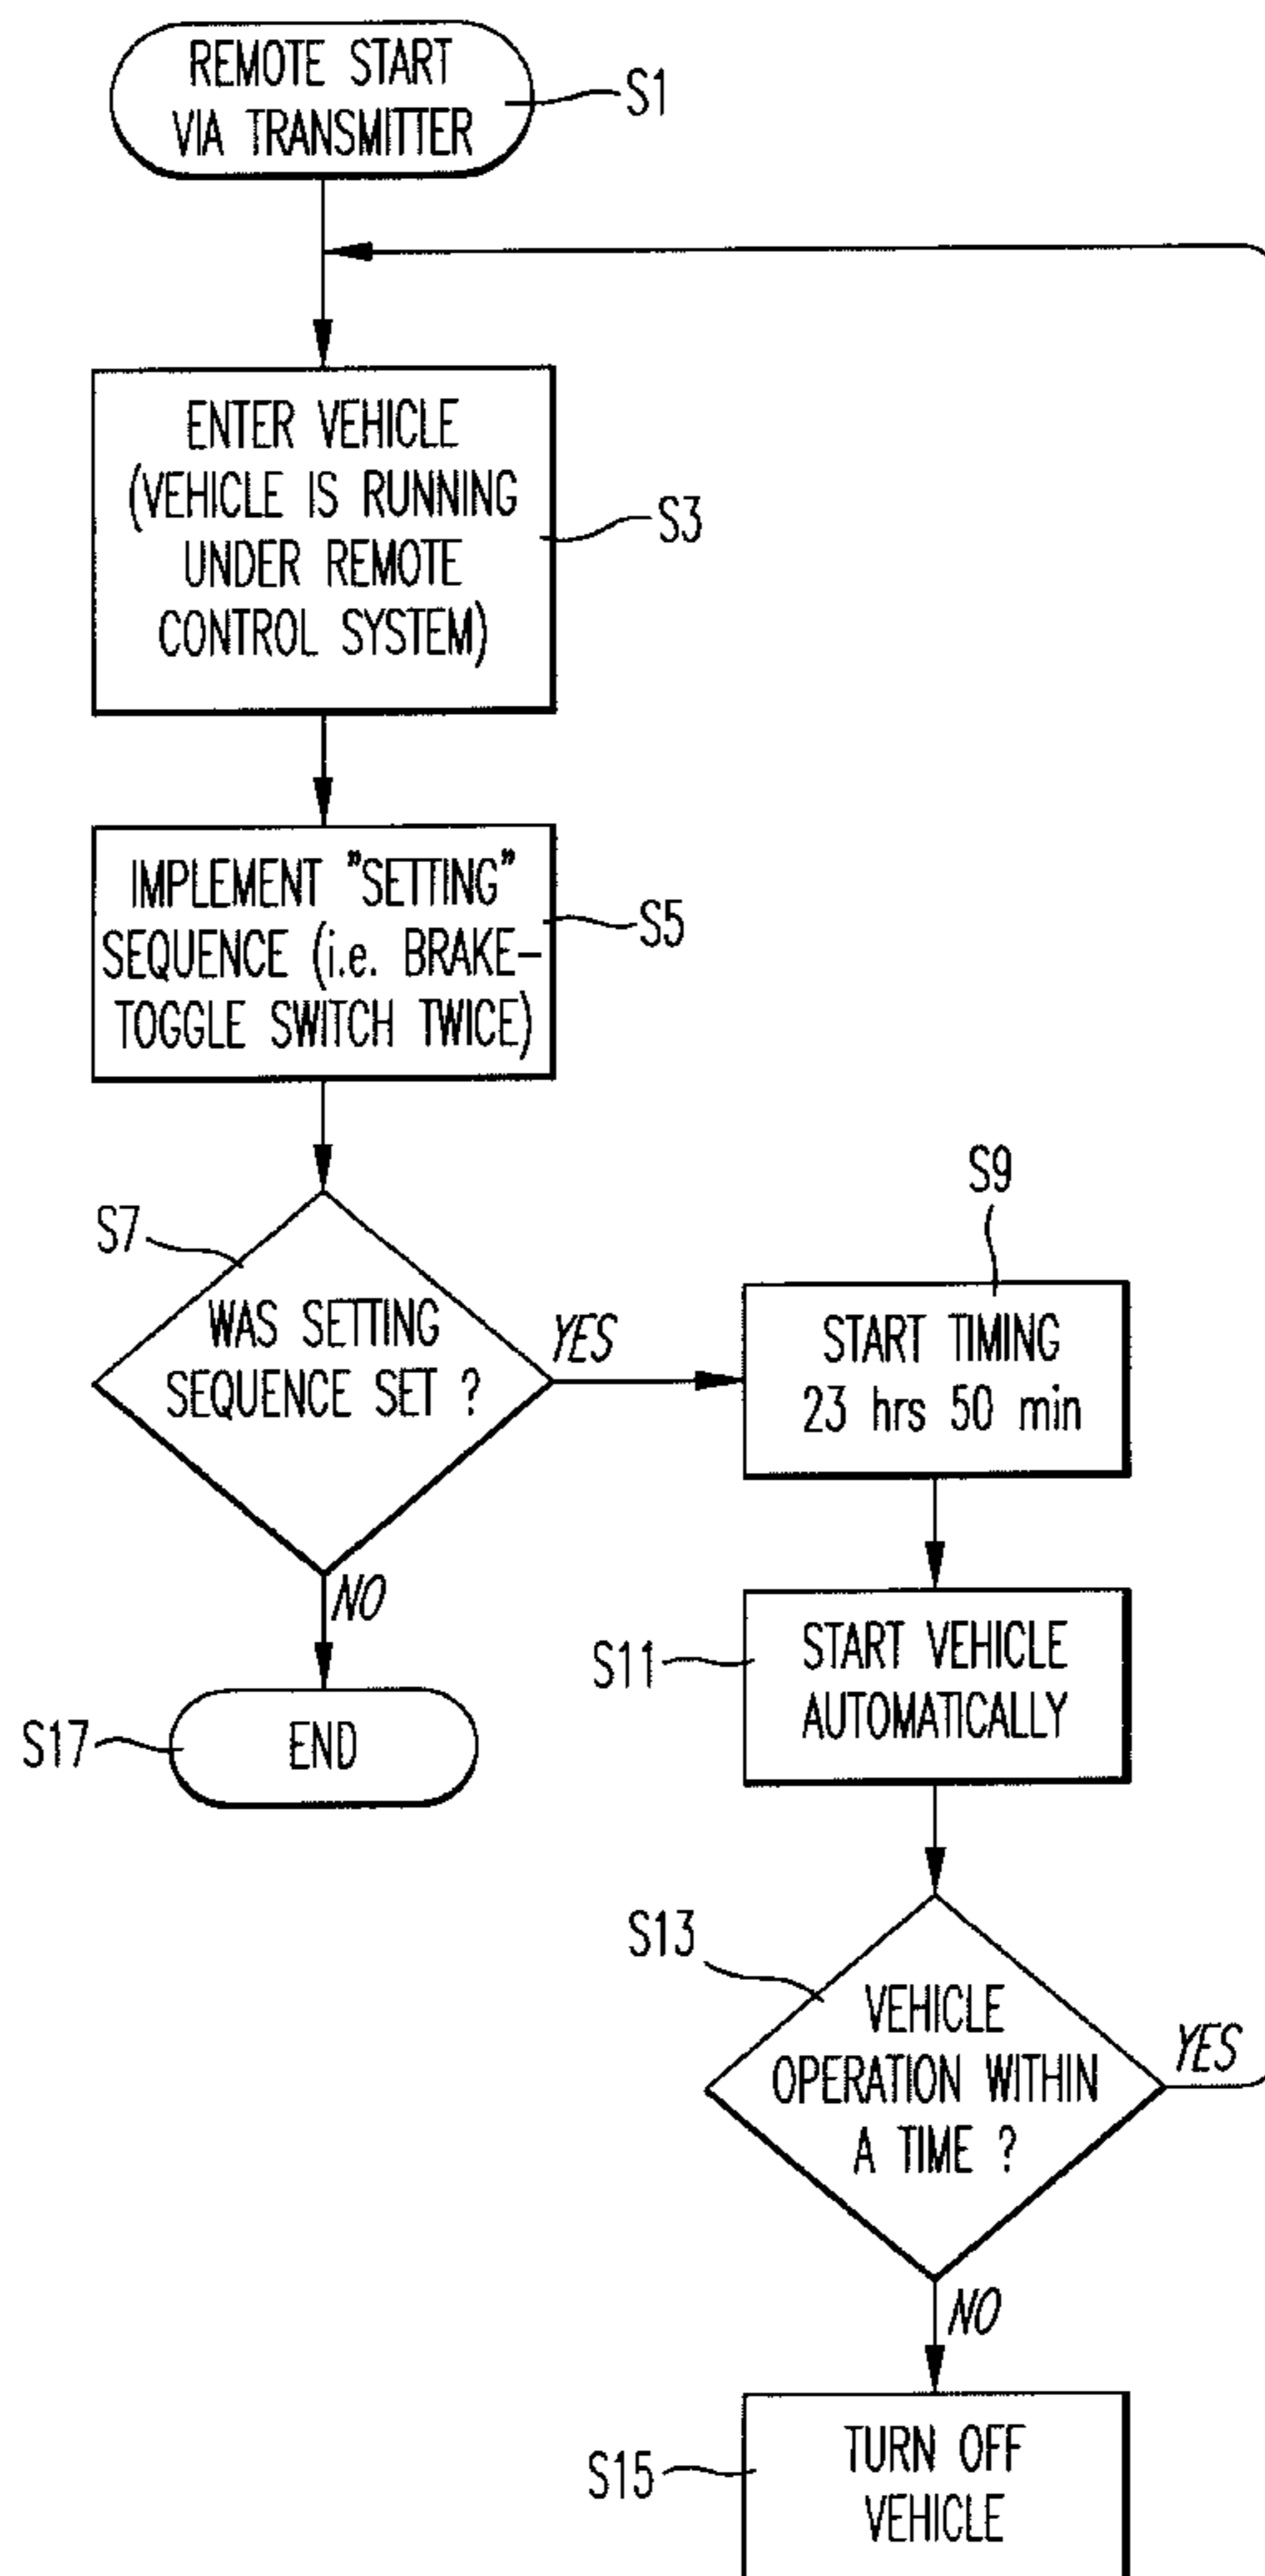 REMOTE START
VIA TRANSMITTER
S1
ENTER VEHICLE
(VEHICLE IS RUNNING
UNDER REMOTE
CONTROL SYSTEM)
S3
IMPLEMENT "SETTING"
SEQUENCE (i.e. BRAKE-
TOGGLE SWITCH TWICE)
S5
S7
WAS SETTING
SEQUENCE SET ?
YES
NO
S17
END
S9
START TIMING
23 hrs 50 min
S11
START VEHICLE
AUTOMATICALLY
S13
VEHICLE
OPERATION WITHIN
A TIME ?
YES
NO
S15
TURN OFF
VEHICLE